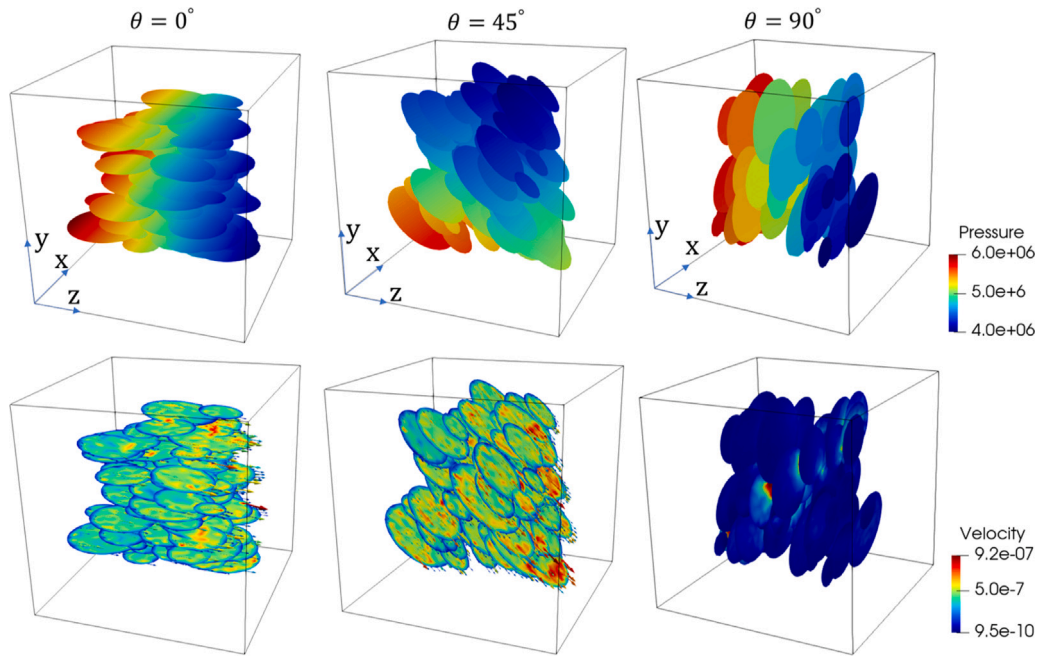 θ = 0° θ = 45° θ = 90°
y x z
y x z
y x z
Pressure
6.0e+06
5.0e+6
4.0e+06
Velocity
9.2e-07
5.0e-7
9.5e-10